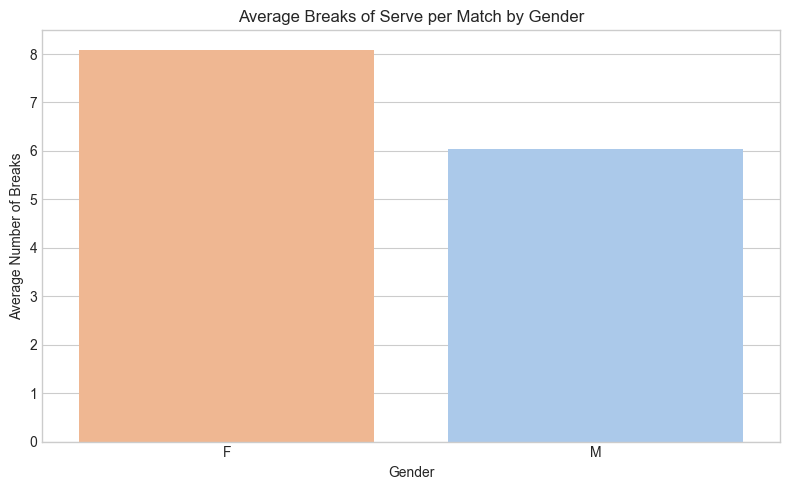 Average Breaks of Serve per Match by Gender
Average Number of Breaks
8
7
6
5
4
3
2
1
0
F
M
Gender